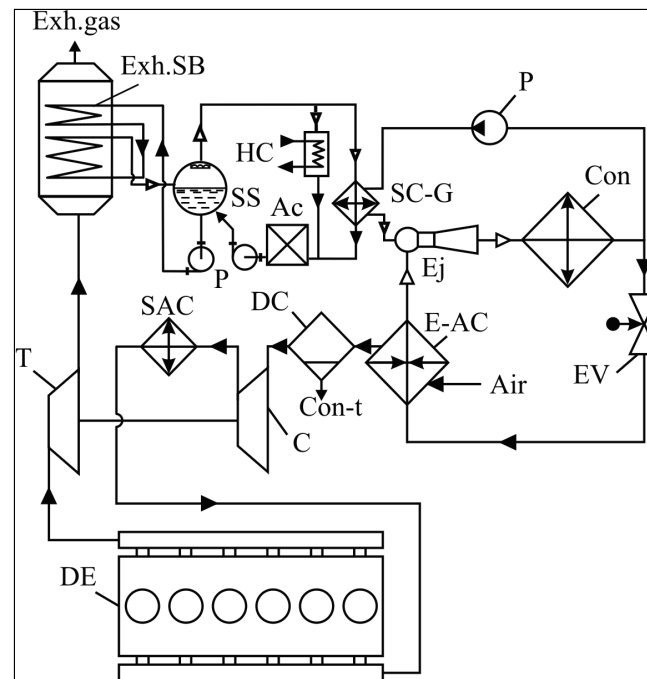 Exh.gas
Exh.SB
P
HC
Con
SS
Ac
SC-G
P
Ej
SAC
DC
E-AC
EV
T
Air
Con-t
C
DE